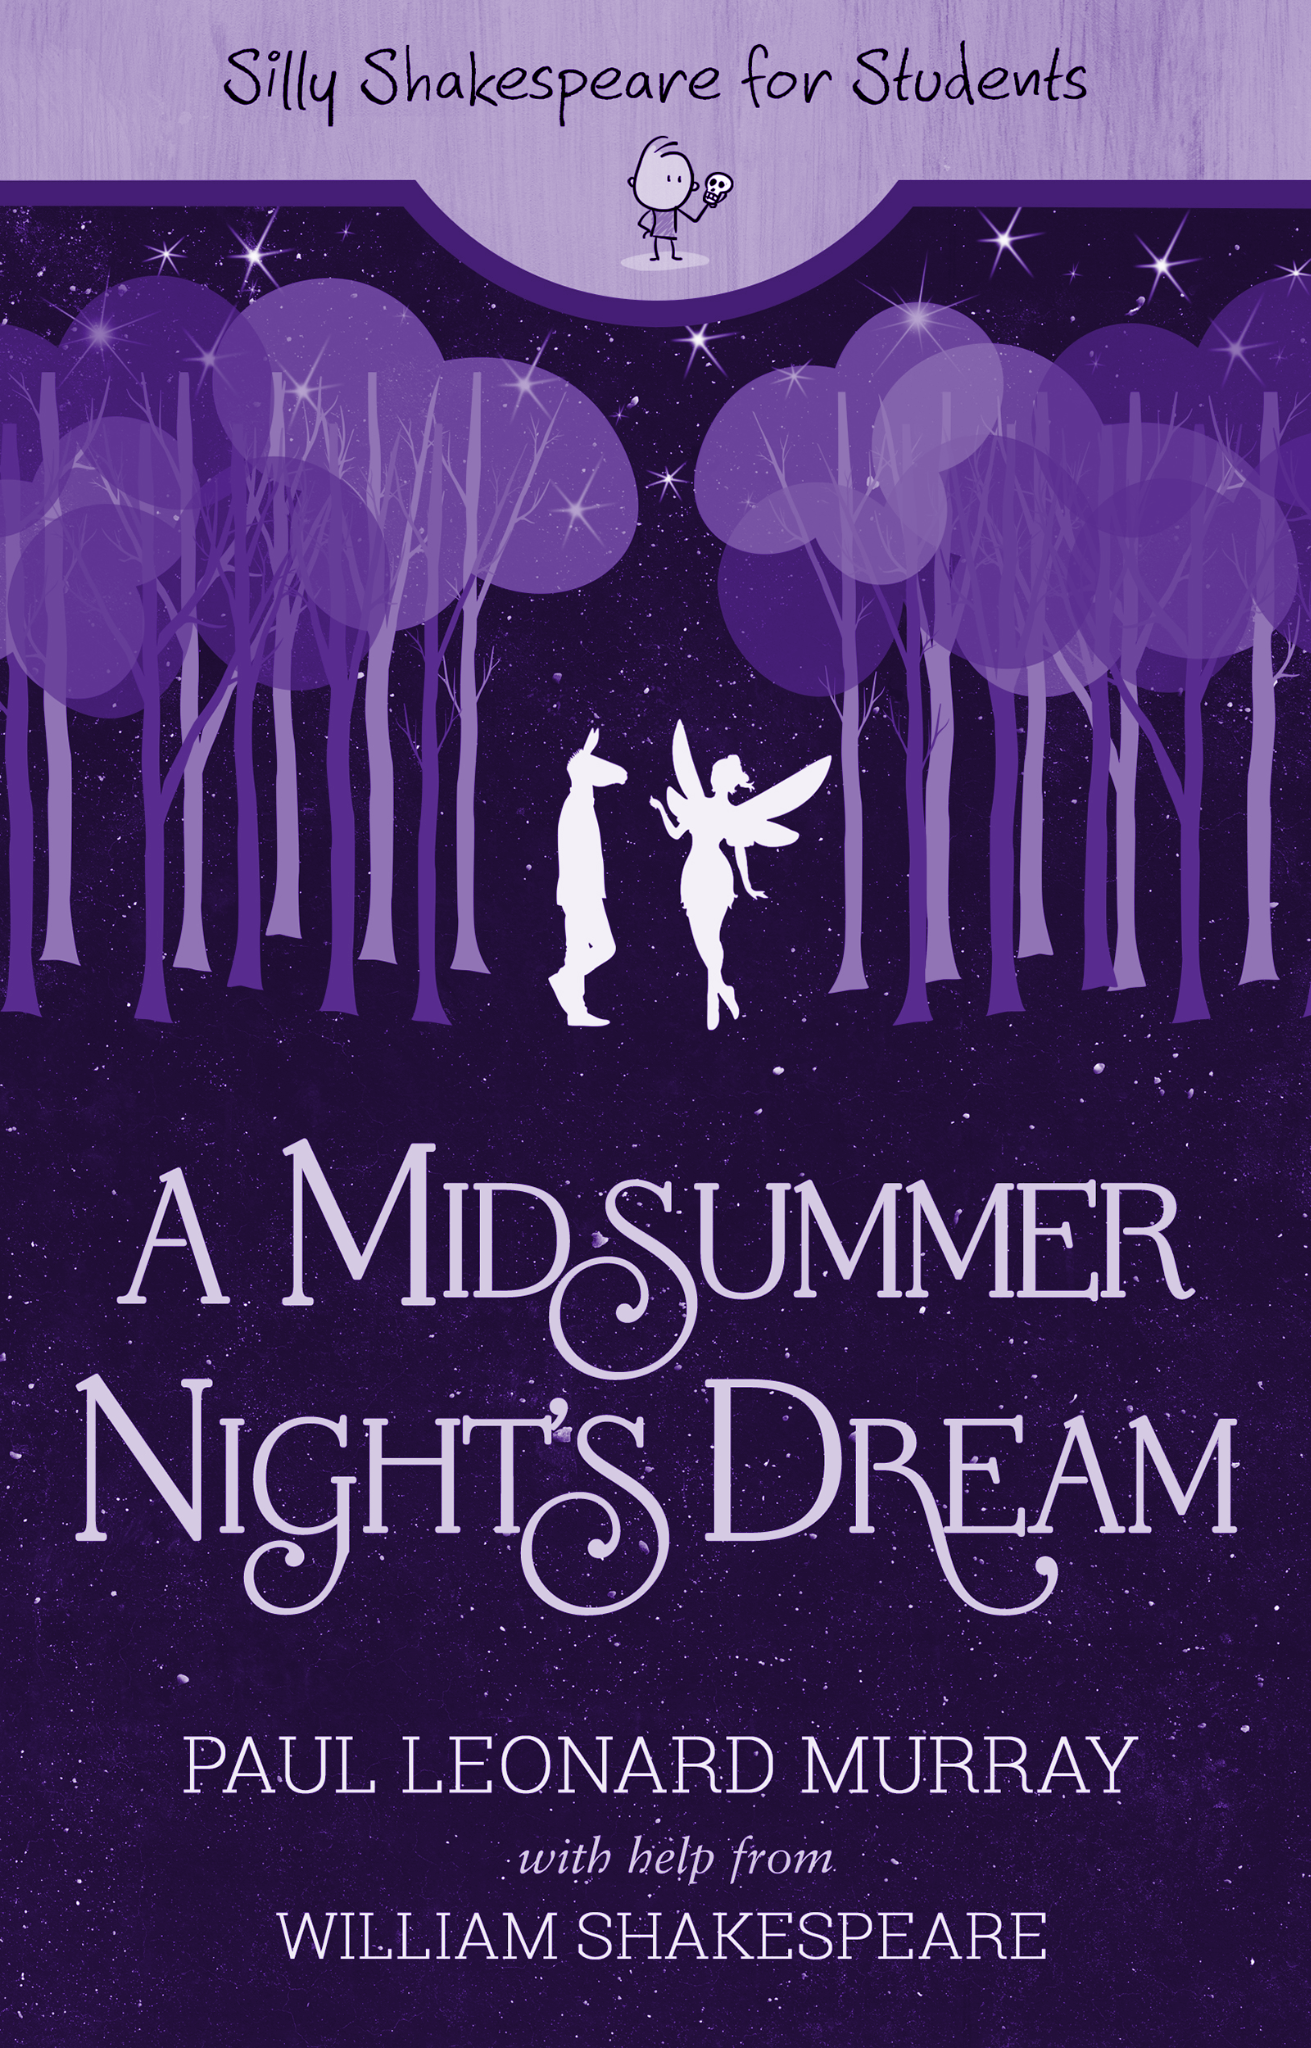 Silly Shakespeare for Students
A MIDSUMMER
NIGHT'S DREAM
PAUL LEONARD MURRAY
with help from
WILLIAM SHAKESPEARE